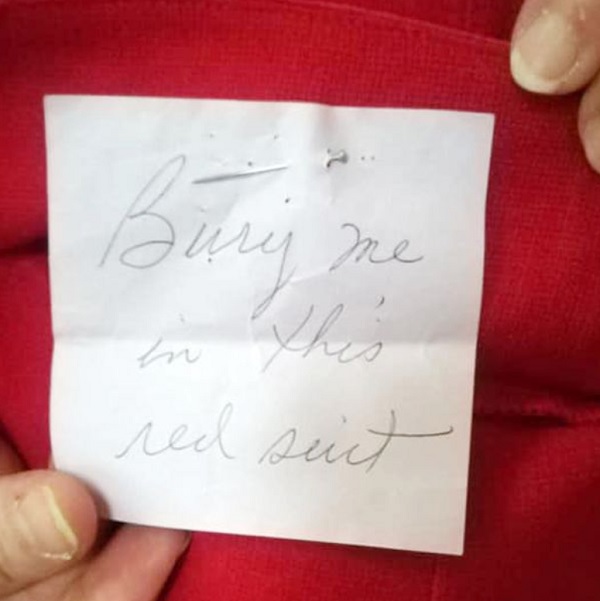 Bury me
in this
red suit